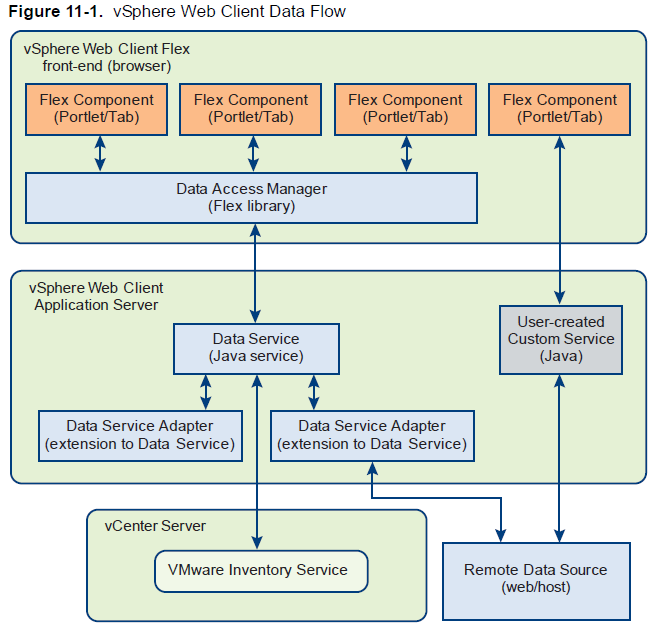 Figure 11-1. vSphere Web Client Data Flow
vSphere Web Client Flex
front-end (browser)
Flex Component
(Portlet/Tab)
Flex Component
(Portlet/Tab)
Flex Component
(Portlet/Tab)
Flex Component
(Portlet/Tab)
Data Access Manager
(Flex library)
vSphere Web Client
Application Server
Data Service
(Java service)
User-created
Custom Service
(Java)
Data Service Adapter
(extension to Data Service)
Data Service Adapter
(extension to Data Service)
vCenter Server
VMware Inventory Service
Remote Data Source
(web/host)